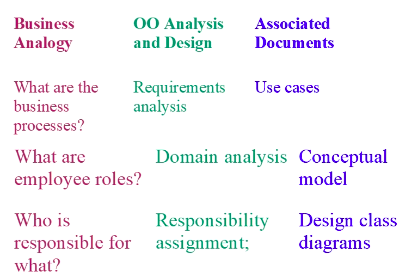 Business OO Analysis Associated
Analogy and Design Documents
What are the Requirements Use cases
business analysis
processes?
What are Domain analysis Conceptual
employee roles? model
Who is Responsibility Design class
responsible for assignment; diagrams
what?